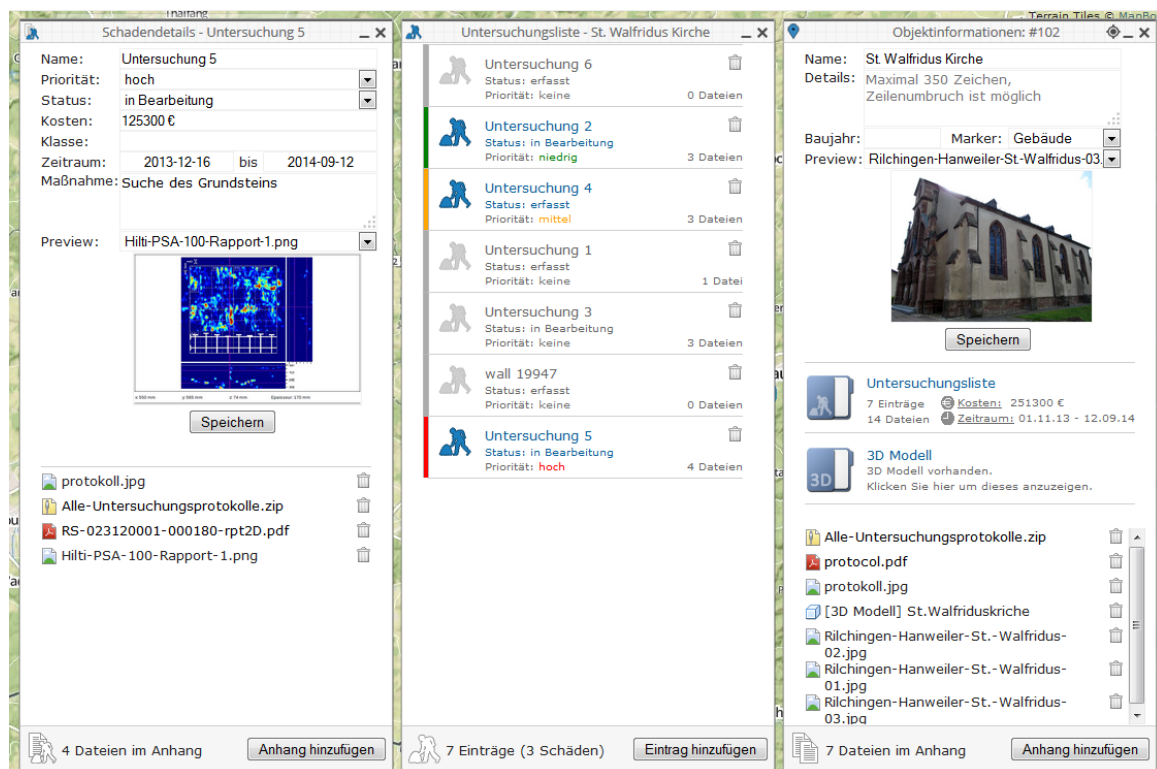 Thalfang
Terrain Tiles © MapBo
Schadendetails - Untersuchung 5
Name: Untersuchung 5
Priorität: hoch
Status: in Bearbeitung
Kosten: 125300 €
Klasse:
Zeitraum: 2013-12-16 bis 2014-09-12
Maßnahme: Suche des Grundsteins
Preview: Hilti-PSA-100-Rapport-1.png
Speichern
protokoll.jpg
Alle-Untersuchungsprotokolle.zip
RS-023120001-000180-rpt2D.pdf
Hilti-PSA-100-Rapport-1.png
4 Dateien im Anhang Anhang hinzufügen
Untersuchungsliste - St. Walfridus Kirche
Untersuchung 6
Status: erfasst
Priorität: keine 0 Dateien
Untersuchung 2
Status: in Bearbeitung
Priorität: niedrig 3 Dateien
Untersuchung 4
Status: erfasst
Priorität: mittel 3 Dateien
Untersuchung 1
Status: erfasst
Priorität: keine 1 Datei
Untersuchung 3
Status: in Bearbeitung
Priorität: keine 3 Dateien
wall 19947
Status: erfasst
Priorität: keine 0 Dateien
Untersuchung 5
Status: in Bearbeitung
Priorität: hoch 4 Dateien
7 Einträge (3 Schäden) Eintrag hinzufügen
Objektinformationen: #102
Name: St. Walfridus Kirche
Details: Maximal 350 Zeichen,
Zeilenumbruch ist möglich
Baujahr: Marker: Gebäude
Preview: Rilchingen-Hanweiler-St.-Walfridus-03.
Speichern
Untersuchungsliste
7 Einträge Kosten: 251300 €
14 Dateien Zeitraum: 01.11.13 - 12.09.14
3D
3D Modell
3D Modell vorhanden.
Klicken Sie hier um dieses anzuzeigen.
Alle-Untersuchungsprotokolle.zip
protocol.pdf
protokoll.jpg
[3D Modell] St.Walfriduskriche
Rilchingen-Hanweiler-St.-Walfridus-
02.jpg
Rilchingen-Hanweiler-St.-Walfridus-
01.jpg
Rilchingen-Hanweiler-St.-Walfridus-
03.jpg
7 Dateien im Anhang Anhang hinzufügen